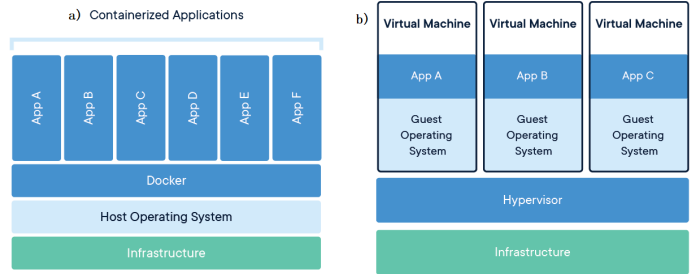 a) Containerized Applications
App A
App B
App C
App D
App E
App F
Docker
Host Operating System
Infrastructure
b)
Virtual Machine
Virtual Machine
Virtual Machine
App A
App B
App C
Guest
Operating
System
Guest
Operating
System
Guest
Operating
System
Hypervisor
Infrastructure